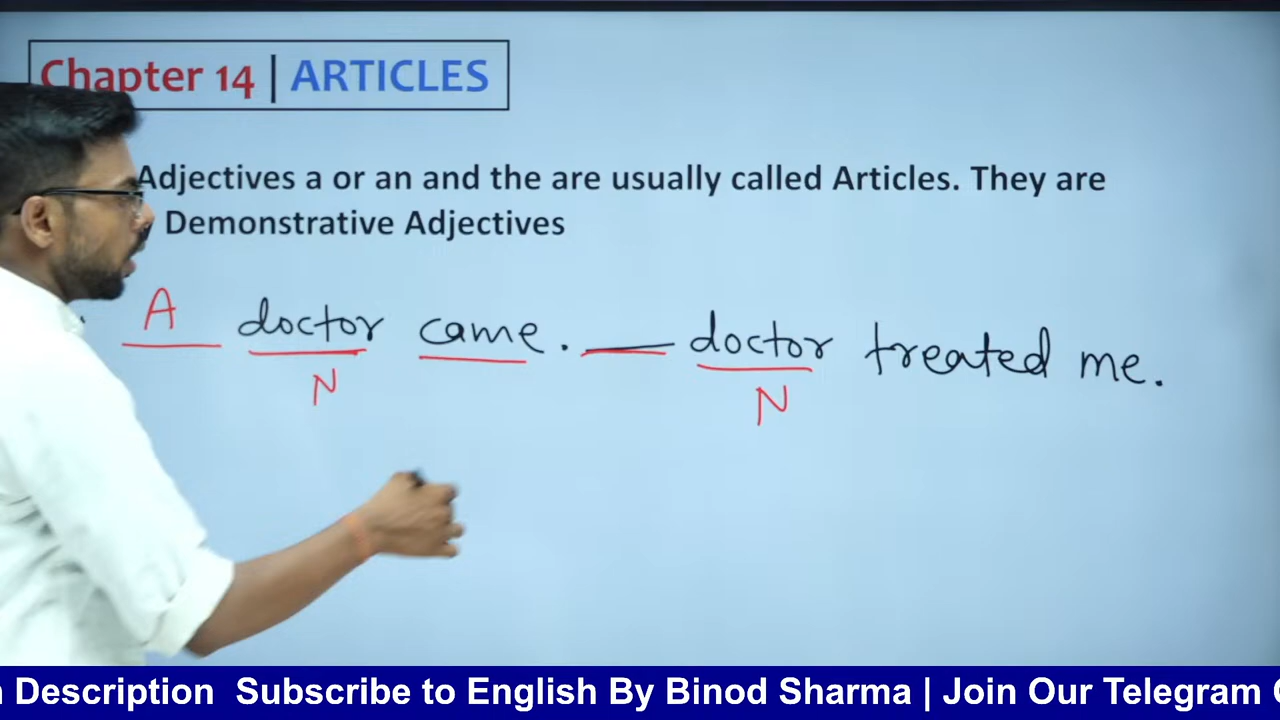 Chapter 14 | ARTICLES
Adjectives a or an and the are usually called Articles. They are
Demonstrative Adjectives
A doctor came. — doctor treated me.
N N
Description Subscribe to English By Binod Sharma | Join Our Telegram